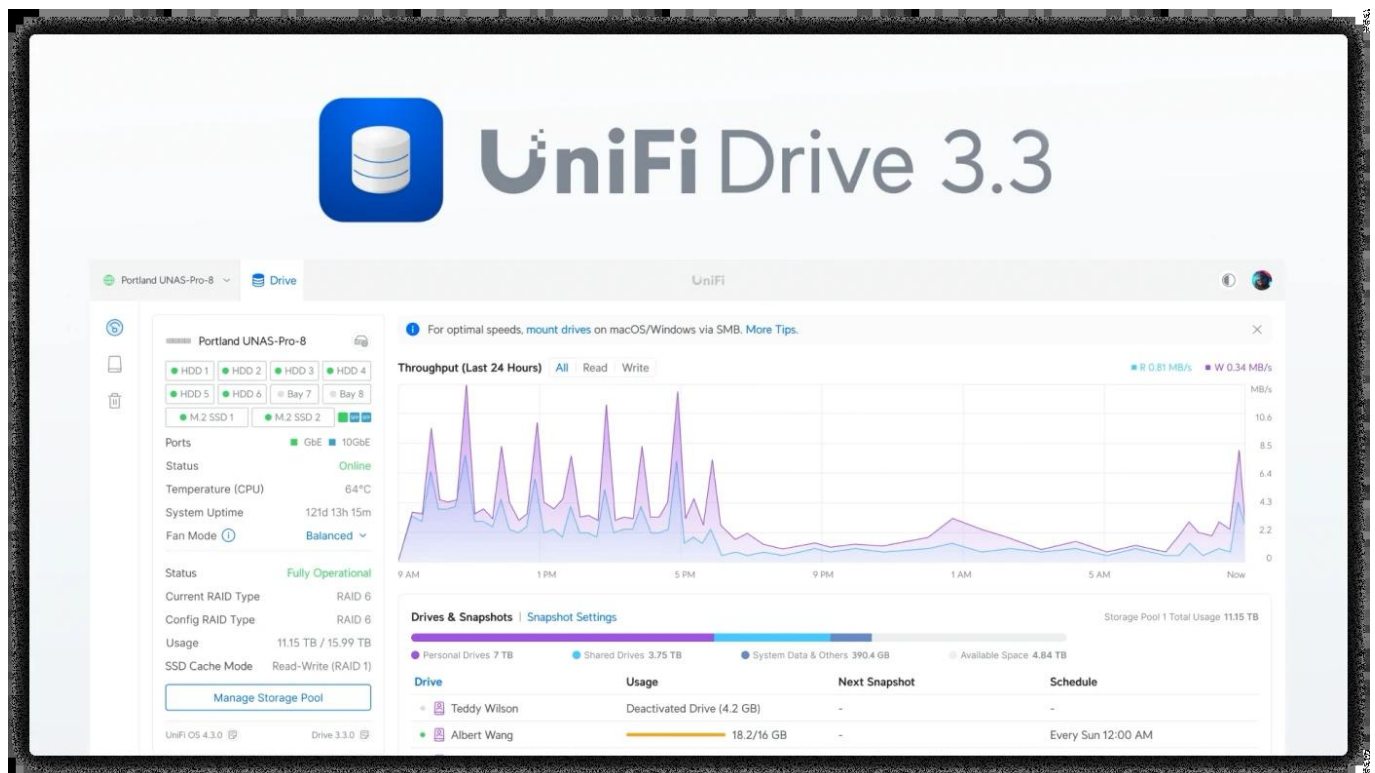 UniFi Drive 3.3
Portland UNAS-Pro-8
Drive
UniFi
Portland UNAS-Pro-8
HDD 1 HDD 2 HDD 3 HDD 4
HDD 5 HDD 6 Bay 7 Bay 8
M.2 SSD 1 M.2 SSD 2
Ports GbE 10GbE
Status Online
Temperature (CPU) 64°C
System Uptime 121d 13h 15m
Fan Mode Balanced
Status Fully Operational
Current RAID Type RAID 6
Config RAID Type RAID 6
Usage 11.15 TB / 15.99 TB
SSD Cache Mode Read-Write (RAID 1)
Manage Storage Pool
UniFi OS 4.3.0 Drive 3.3.0
For optimal speeds, mount drives on macOS/Windows via SMB. More Tips.
Throughput (Last 24 Hours) All Read Write R 0.81 MB/s W 0.34 MB/s
MB/s
10.6
8.5
6.4
4.3
2.2
0
9 AM 1 PM 5 PM 9 PM 1 AM 5 AM Now
Drives & Snapshots | Snapshot Settings Storage Pool 1 Total Usage 11.15 TB
Personal Drives 7 TB Shared Drives 3.75 TB System Data & Others 390.4 GB Available Space 4.84 TB
Drive Usage Next Snapshot Schedule
Teddy Wilson Deactivated Drive (4.2 GB) - -
Albert Wang 18.2/16 GB - Every Sun 12:00 AM